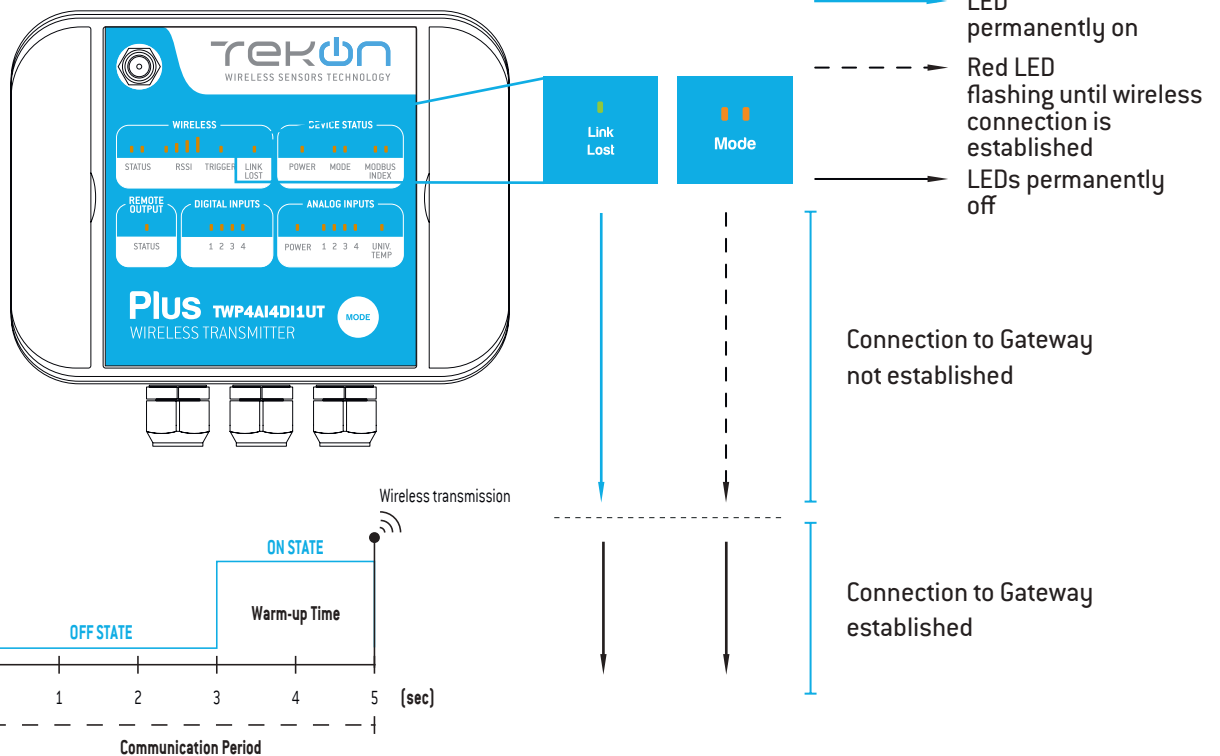 LED
permanently on
Red LED
flashing until wireless
connection is
established
LEDs permanently
off
TEKON
WIRELESS SENSORS TECHNOLOGY
WIRELESS
STATUS RSSI TRIGGER LINK
LOST
DEVICE STATUS
POWER MODE MODBUS
INDEX
REMOTE
OUTPUT
STATUS
DIGITAL INPUTS
1 2 3 4
ANALOG INPUTS
POWER 1 2 3 4 UNIV.
TEMP
Plus TWP4AI4DI1UT
WIRELESS TRANSMITTER
MODE
Link
Lost
Mode
Connection to Gateway
not established
Connection to Gateway
established
Wireless transmission
ON STATE
Warm-up Time
OFF STATE
1 2 3 4 5 (sec)
Communication Period